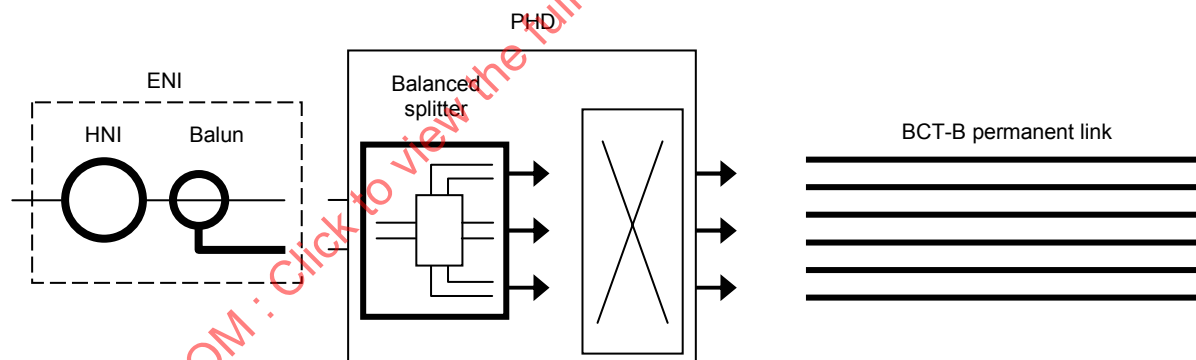 PHD
ENI
Balanced
splitter
HNI
Balun
BCT-B permanent link
OM : Click to view the full